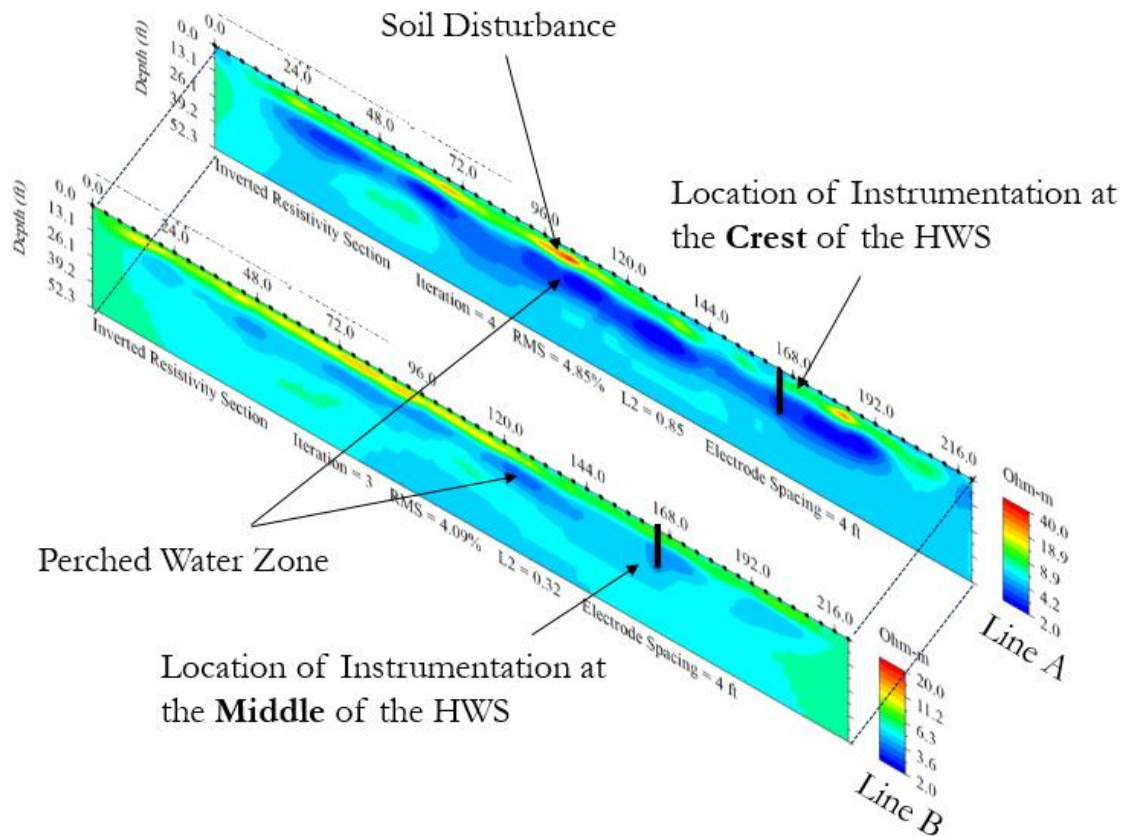 Soil Disturbance
Location of Instrumentation at
the Crest of the HWS
Depth (ft)
0.0
13.1
26.1
39.2
52.3
0.0
24.0
48.0
72.0
96.0
120.0
144.0
168.0
192.0
216.0
Inverted Resistivity Section Iteration = 4 RMS = 4.85% L2 = 0.85 Electrode Spacing = 4 ft
Ohm-m
40.0
18.9
8.9
4.2
2.0
Line A
Depth (ft)
0.0
13.1
26.1
39.2
52.3
0.0
24.0
48.0
72.0
96.0
120.0
144.0
168.0
192.0
216.0
Inverted Resistivity Section Iteration = 3 RMS = 4.09% L2 = 0.32 Electrode Spacing = 4 ft
Perched Water Zone
Location of Instrumentation at
the Middle of the HWS
Ohm-m
20.0
11.2
6.3
3.6
2.0
Line B